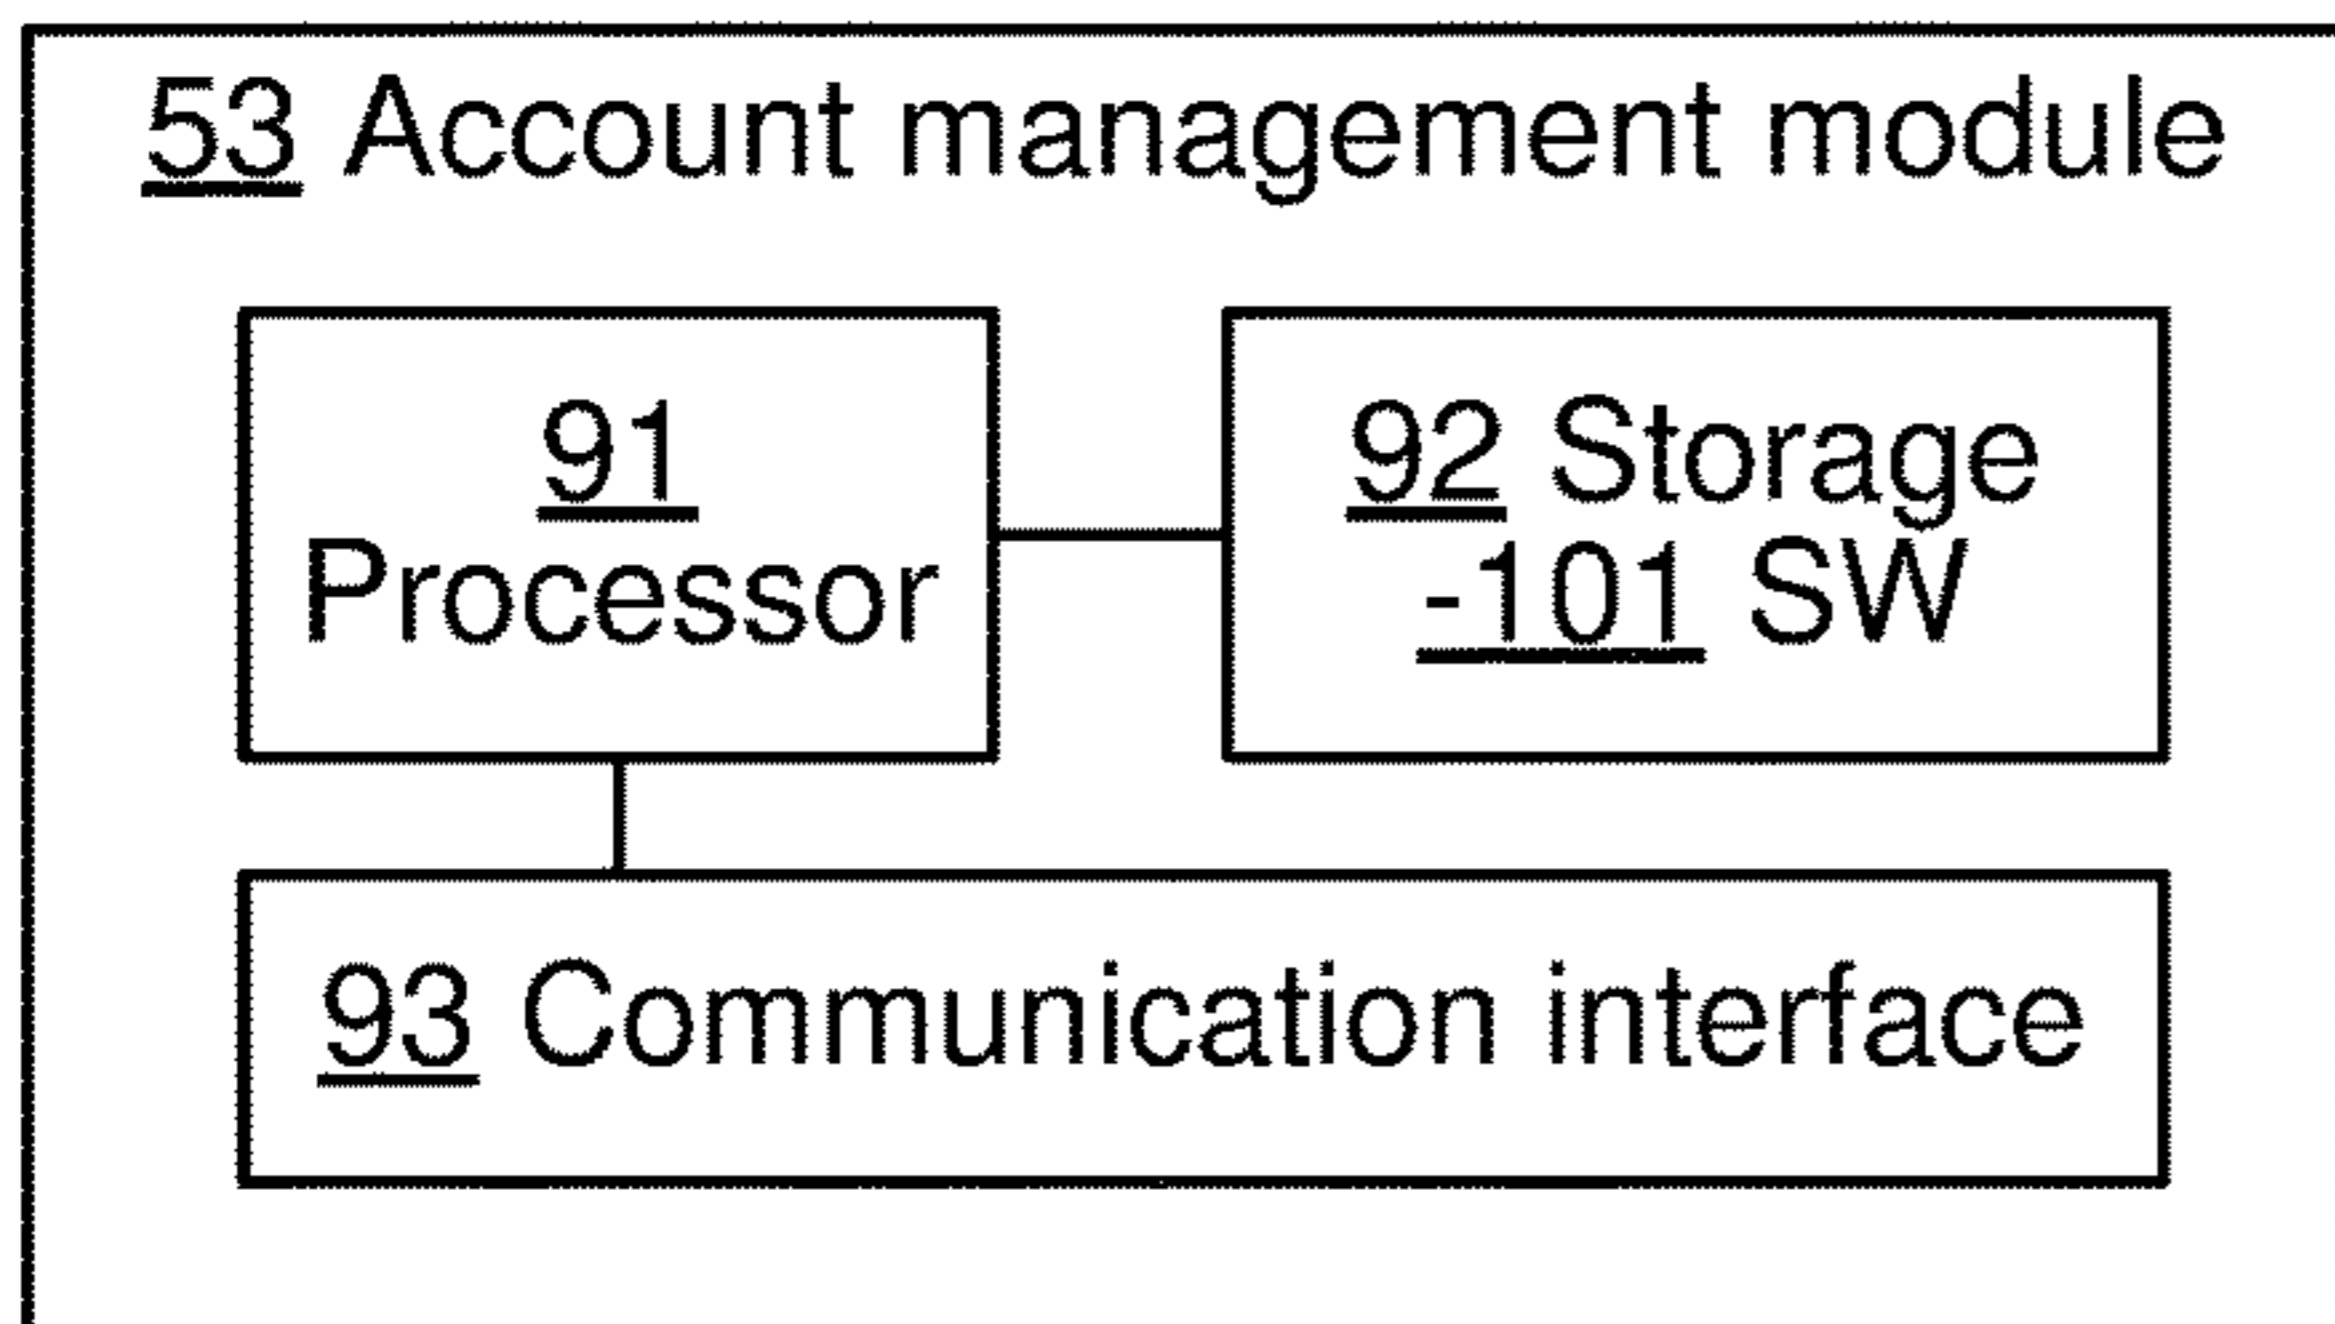 53 Account management module
91
Processor
92 Storage
-101 SW
93 Communication interface